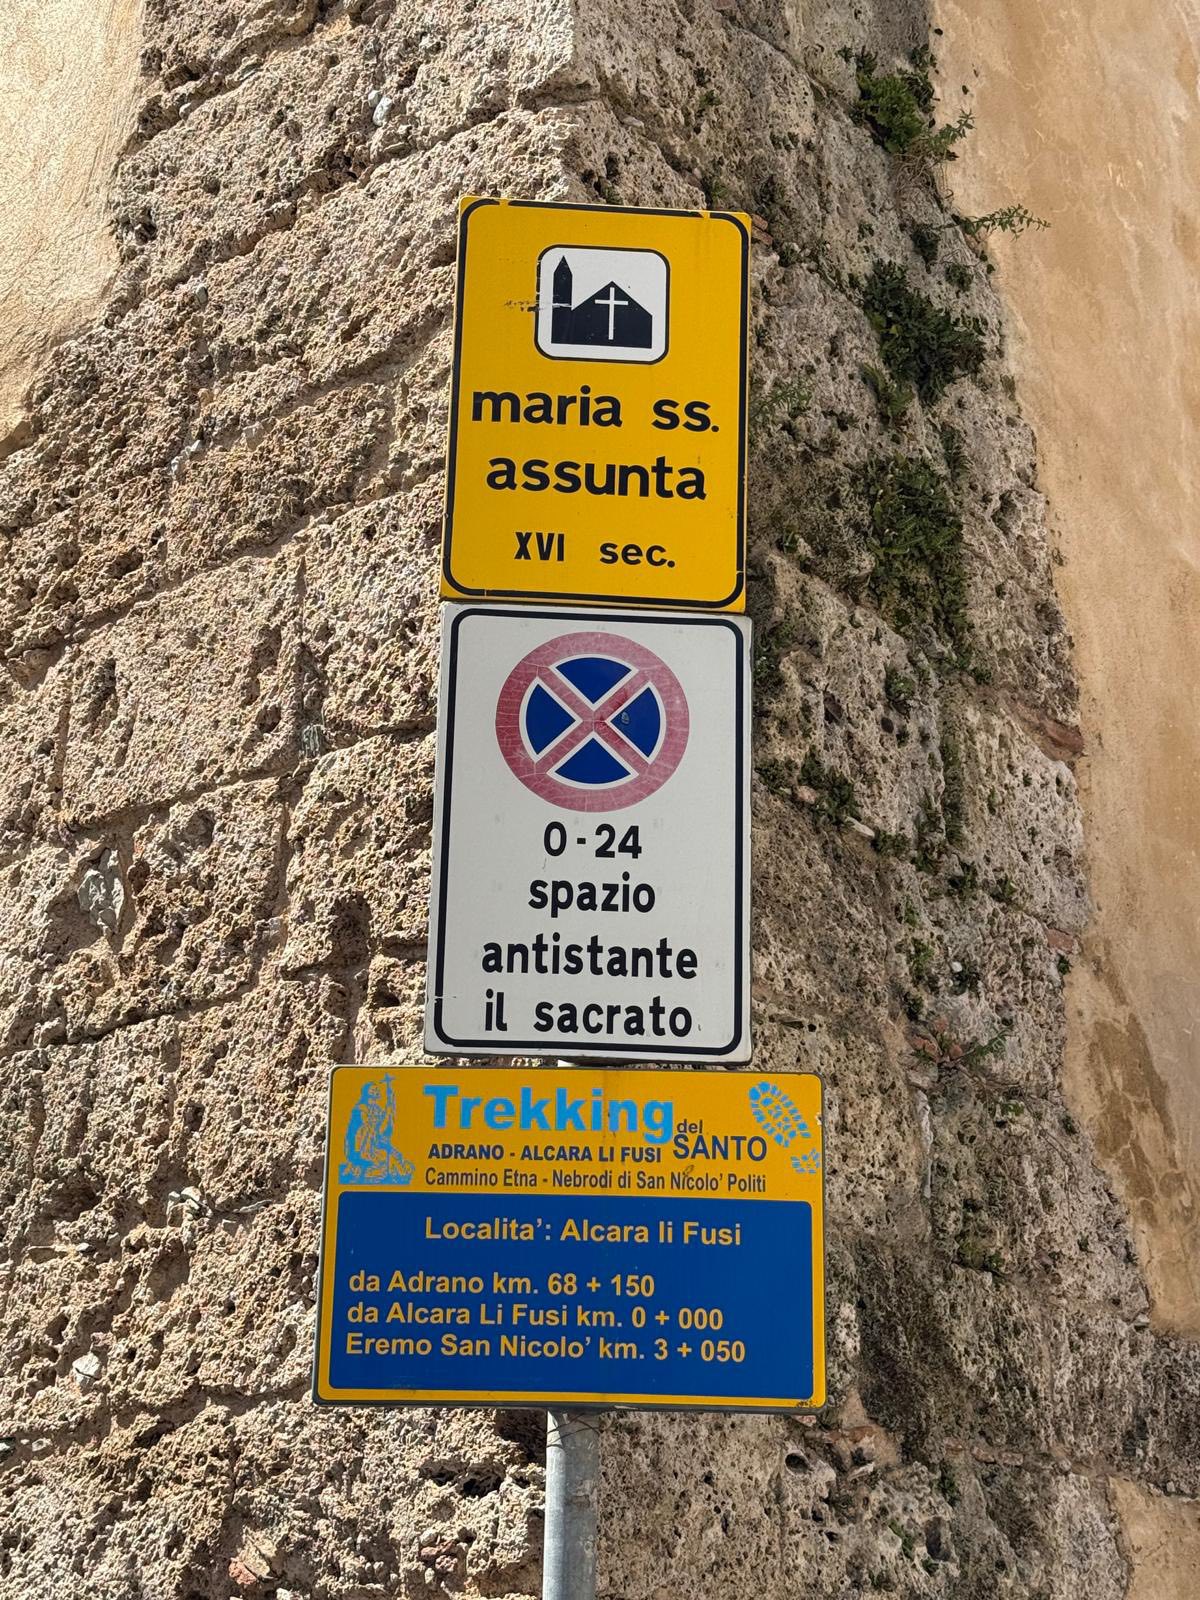 maria ss.
assunta
XVI sec.
0-24
spazio
antistante
il sacrato
Trekking del
ADRANO - ALCARA LI FUSI SANTO
Cammino Etna - Nebrodi di San Nicolo' Politi
Localita': Alcara li Fusi
da Adrano km. 68 + 150
da Alcara Li Fusi km. 0 + 000
Eremo San Nicolo' km. 3 + 050